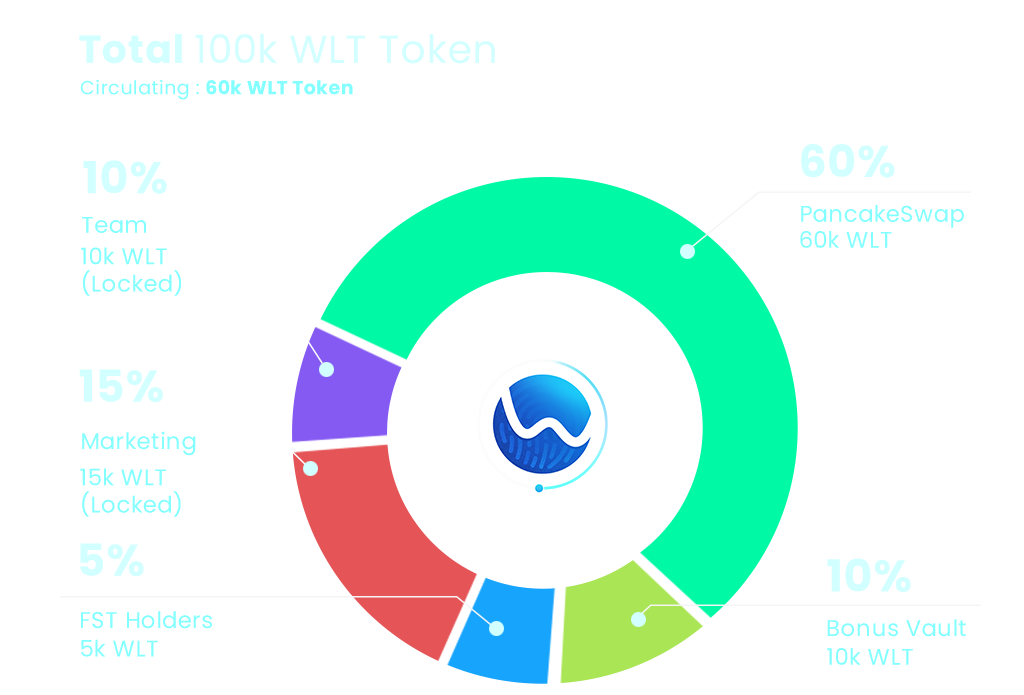 Total 100k WLT Token
Circulating : 60k WLT Token
10%
Team
10k WLT
(Locked)
15%
Marketing
15k WLT
(Locked)
5%
FST Holders
5k WLT
60%
PancakeSwap
60k WLT
10%
Bonus Vault
10k WLT